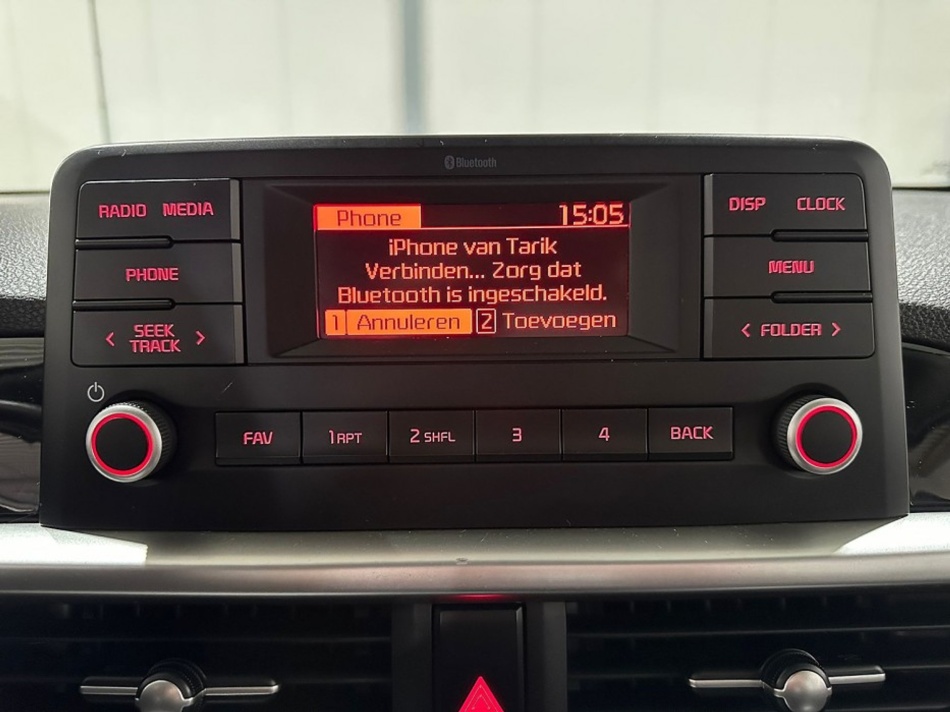 Bluetooth
RADIO MEDIA
PHONE
< SEEK >
TRACK
Phone 15:05
iPhone van Tarik
Verbinden... Zorg dat
Bluetooth is ingeschakeld.
1 Annuleren 2 Toevoegen
DISP CLOCK
MENU
< FOLDER >
FAV 1 RPT 2 SHFL 3 4 BACK